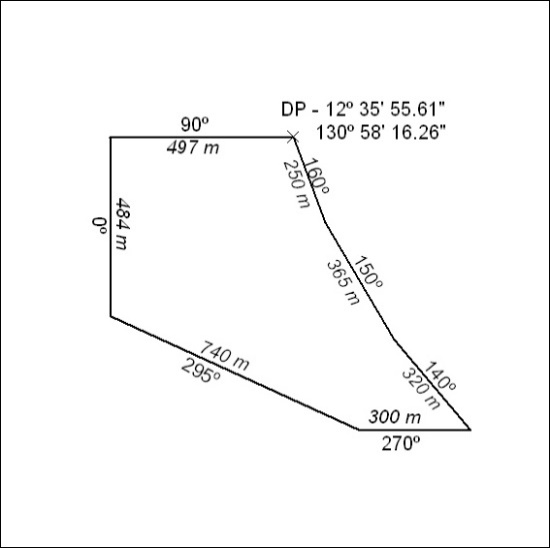 DP - 12º 35' 55.61"
130º 58' 16.26"
90º
497 m
160º
250 m
484 m
0º
150º
365 m
740 m
295º
140º
320 m
300 m
270º